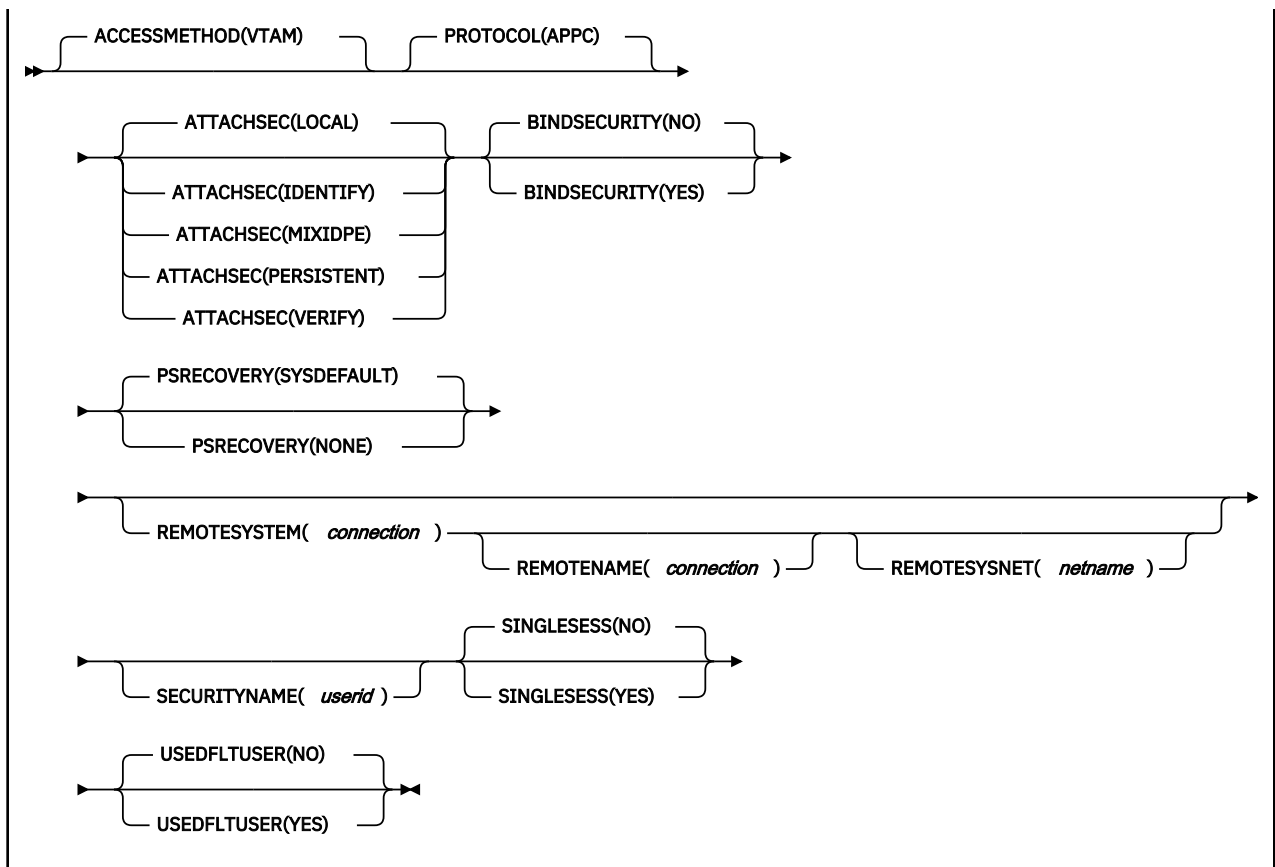 ACCESSMETHOD(VTAM) PROTOCOL(APPC)
ATTACHSEC(LOCAL) BINDSECURITY(NO)
ATTACHSEC(IDENTIFY) BINDSECURITY(YES)
ATTACHSEC(MIXIDPE)
ATTACHSEC(PERSISTENT)
ATTACHSEC(VERIFY)
PSRECOVERY(SYSDEFAULT)
PSRECOVERY(NONE)
REMOTESYSTEM( connection )
REMOTENAME( connection ) REMOTESYSNET( netname )
SINGLESESS(NO)
SECURITYNAME( userid ) SINGLESESS(YES)
USEDFLTUSER(NO)
USEDFLTUSER(YES)